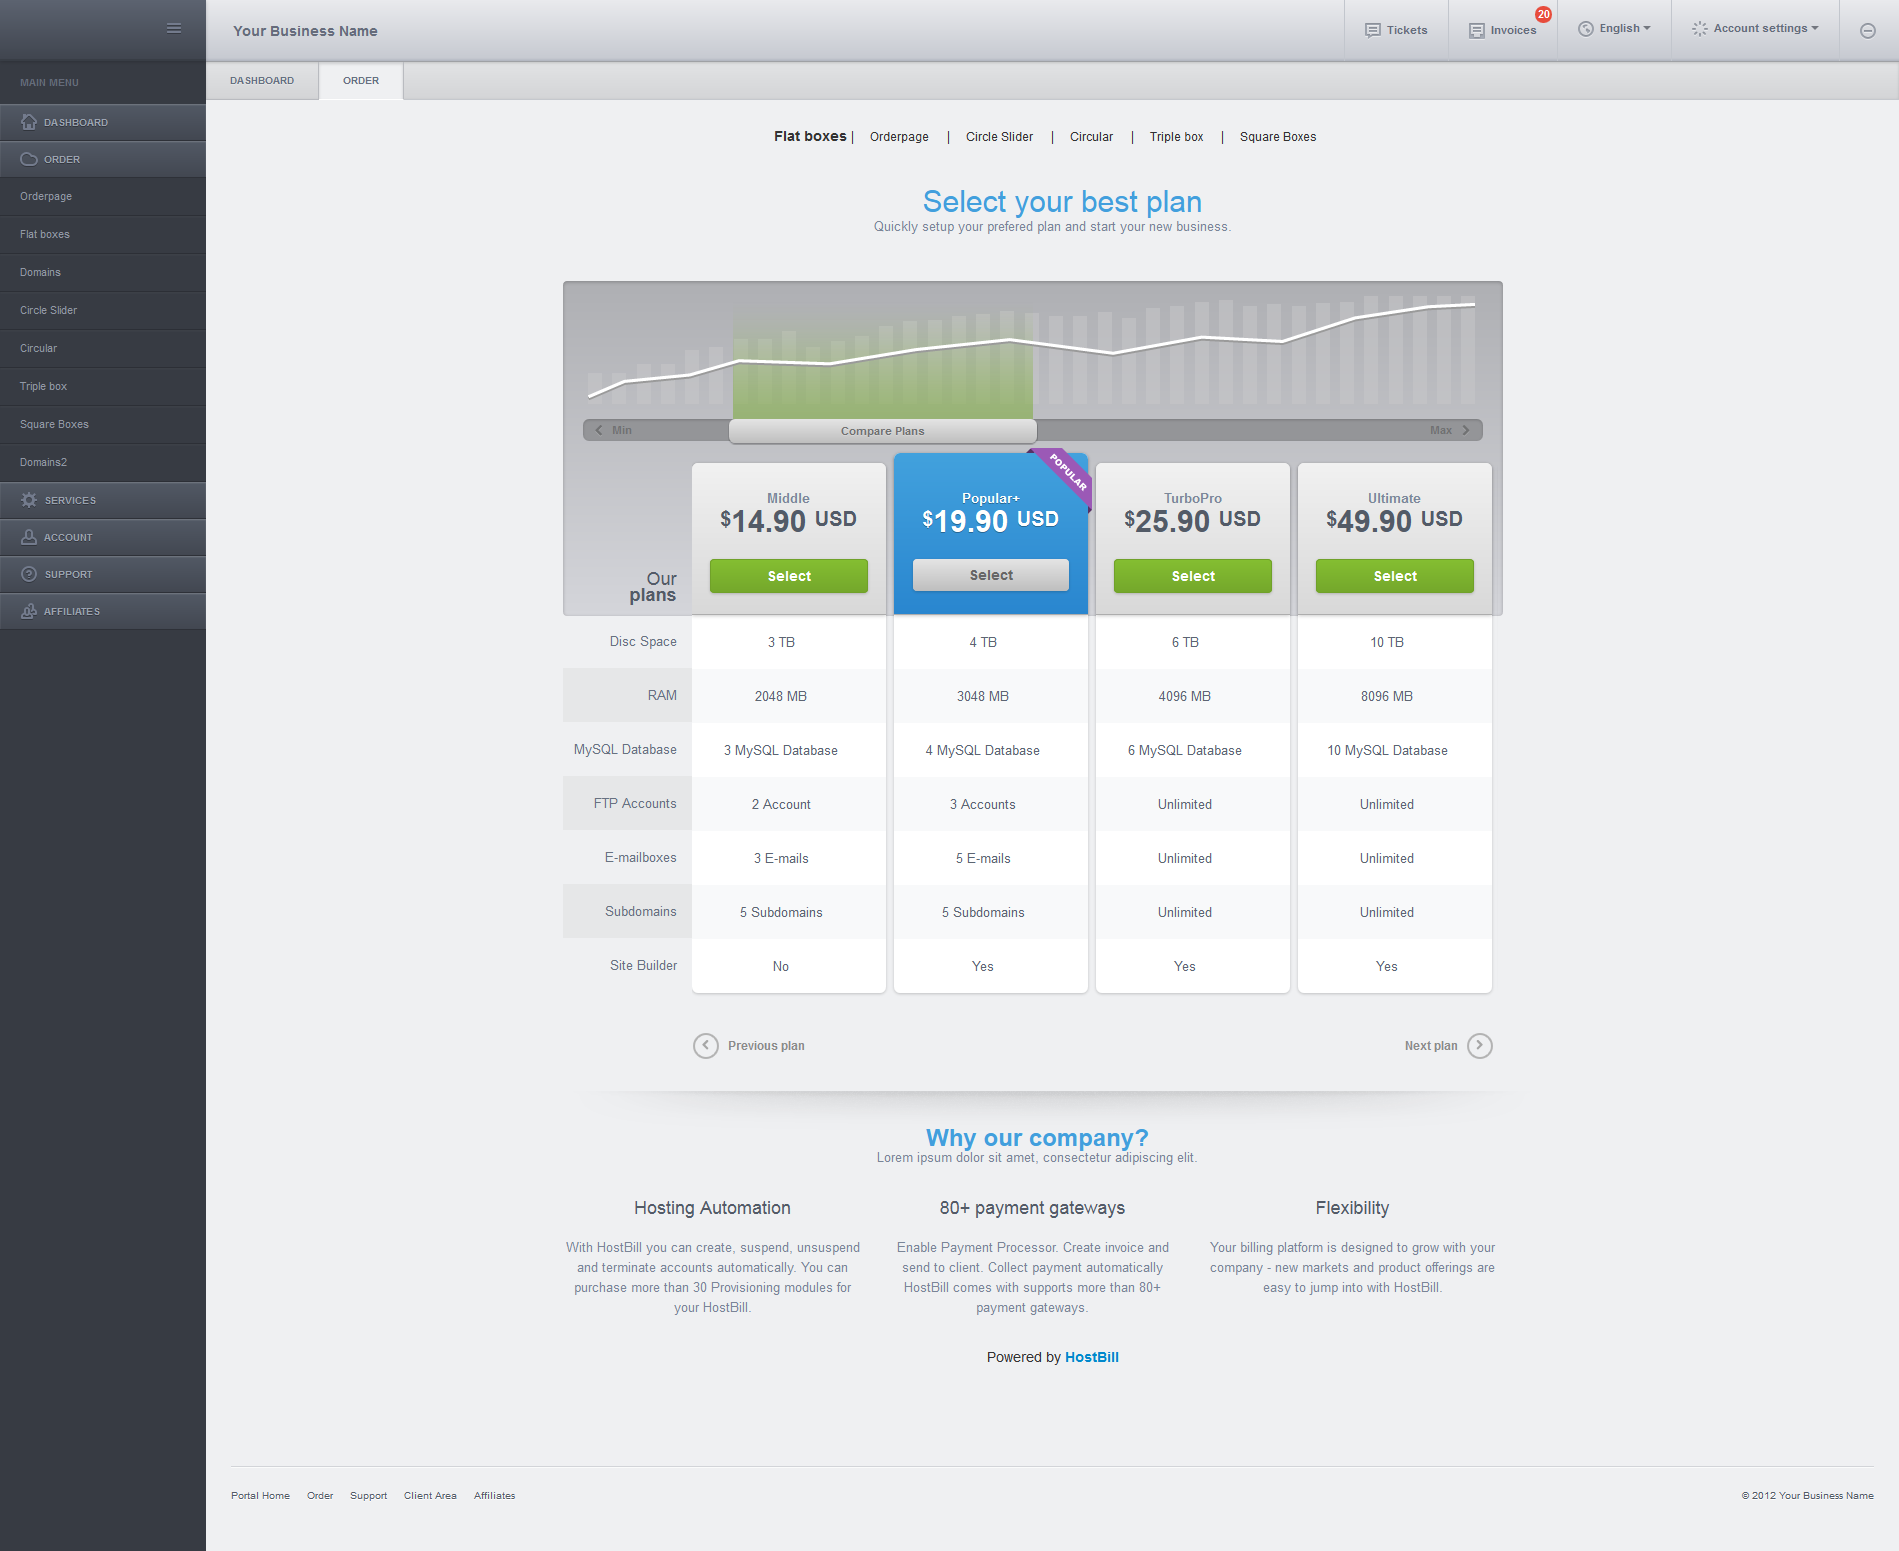 Your Business Name
Tickets
Invoices
20
English
Account settings
MAIN MENU
DASHBOARD
ORDER
Orderpage
Flat boxes
Domains
Circle Slider
Circular
Triple box
Square Boxes
Domains2
SERVICES
ACCOUNT
SUPPORT
AFFILIATES
DASHBOARD
ORDER
Flat boxes | Orderpage | Circle Slider | Circular | Triple box | Square Boxes
Select your best plan
Quickly setup your prefered plan and start your new business.
Min
Compare Plans
Max
Our
plans
Middle
$14.90 USD
Select
POPULAR
Popular+
$19.90 USD
Select
TurboPro
$25.90 USD
Select
Ultimate
$49.90 USD
Select
Disc Space 3 TB 4 TB 6 TB 10 TB
RAM 2048 MB 3048 MB 4096 MB 8096 MB
MySQL Database 3 MySQL Database 4 MySQL Database 6 MySQL Database 10 MySQL Database
FTP Accounts 2 Account 3 Accounts Unlimited Unlimited
E-mailboxes 3 E-mails 5 E-mails Unlimited Unlimited
Subdomains 5 Subdomains 5 Subdomains Unlimited Unlimited
Site Builder No Yes Yes Yes
Previous plan
Next plan
Why our company?
Lorem ipsum dolor sit amet, consectetur adipiscing elit.
Hosting Automation
With HostBill you can create, suspend, unsuspend
and terminate accounts automatically. You can
purchase more than 30 Provisioning modules for
your HostBill.
80+ payment gateways
Enable Payment Processor. Create invoice and
send to client. Collect payment automatically
HostBill comes with supports more than 80+
payment gateways.
Flexibility
Your billing platform is designed to grow with your
company - new markets and product offerings are
easy to jump into with HostBill.
Powered by HostBill
Portal Home Order Support Client Area Affiliates
© 2012 Your Business Name